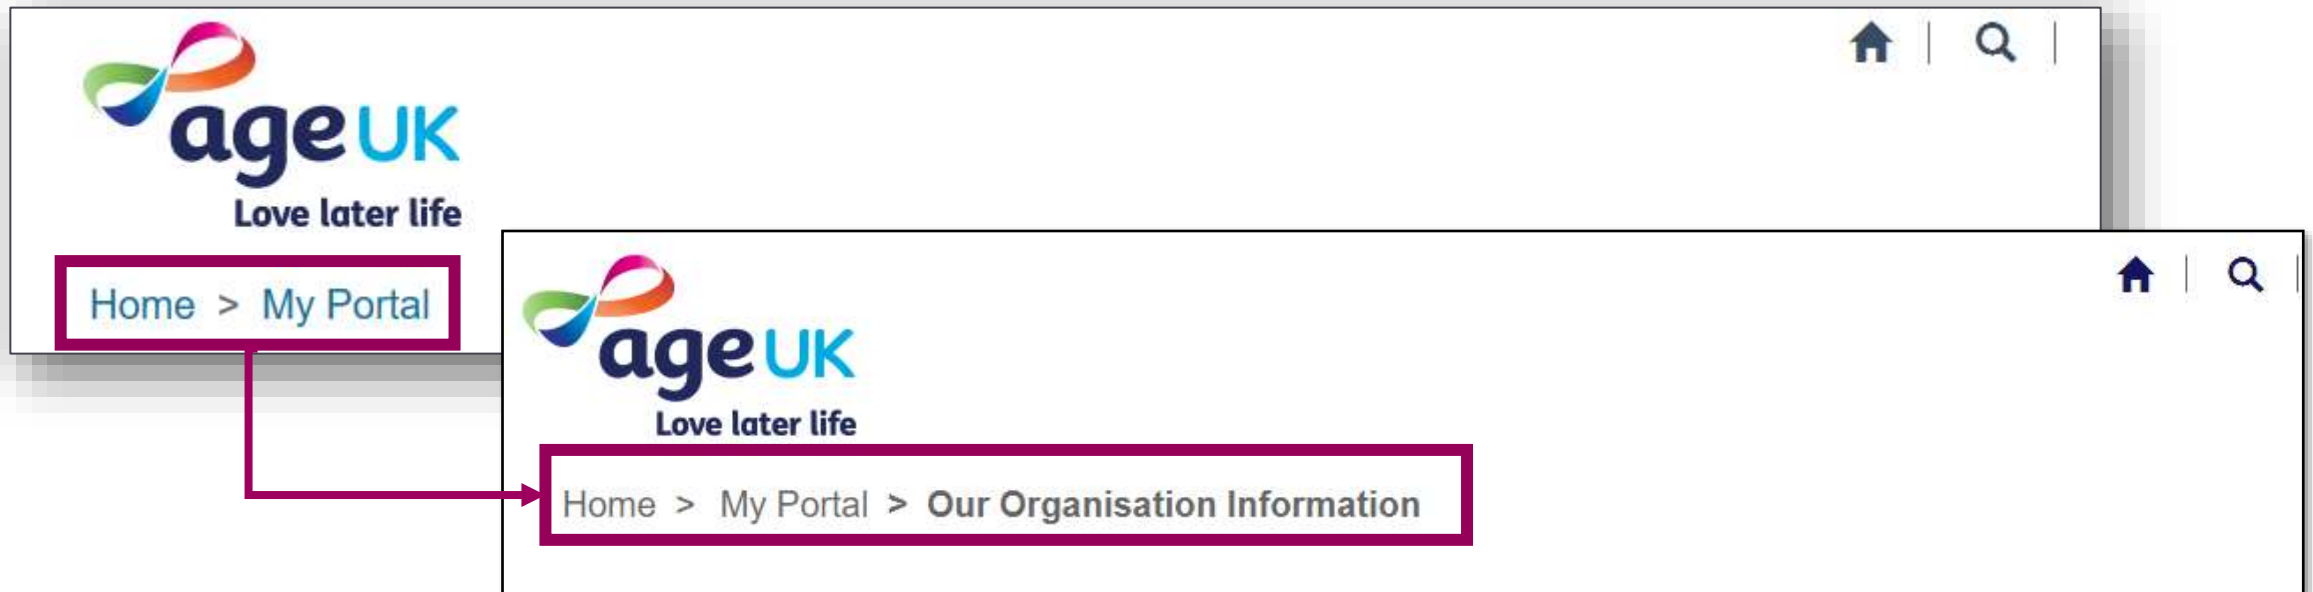 age UK
Love later life
Home > My Portal
age UK
Love later life
Home > My Portal > Our Organisation Information